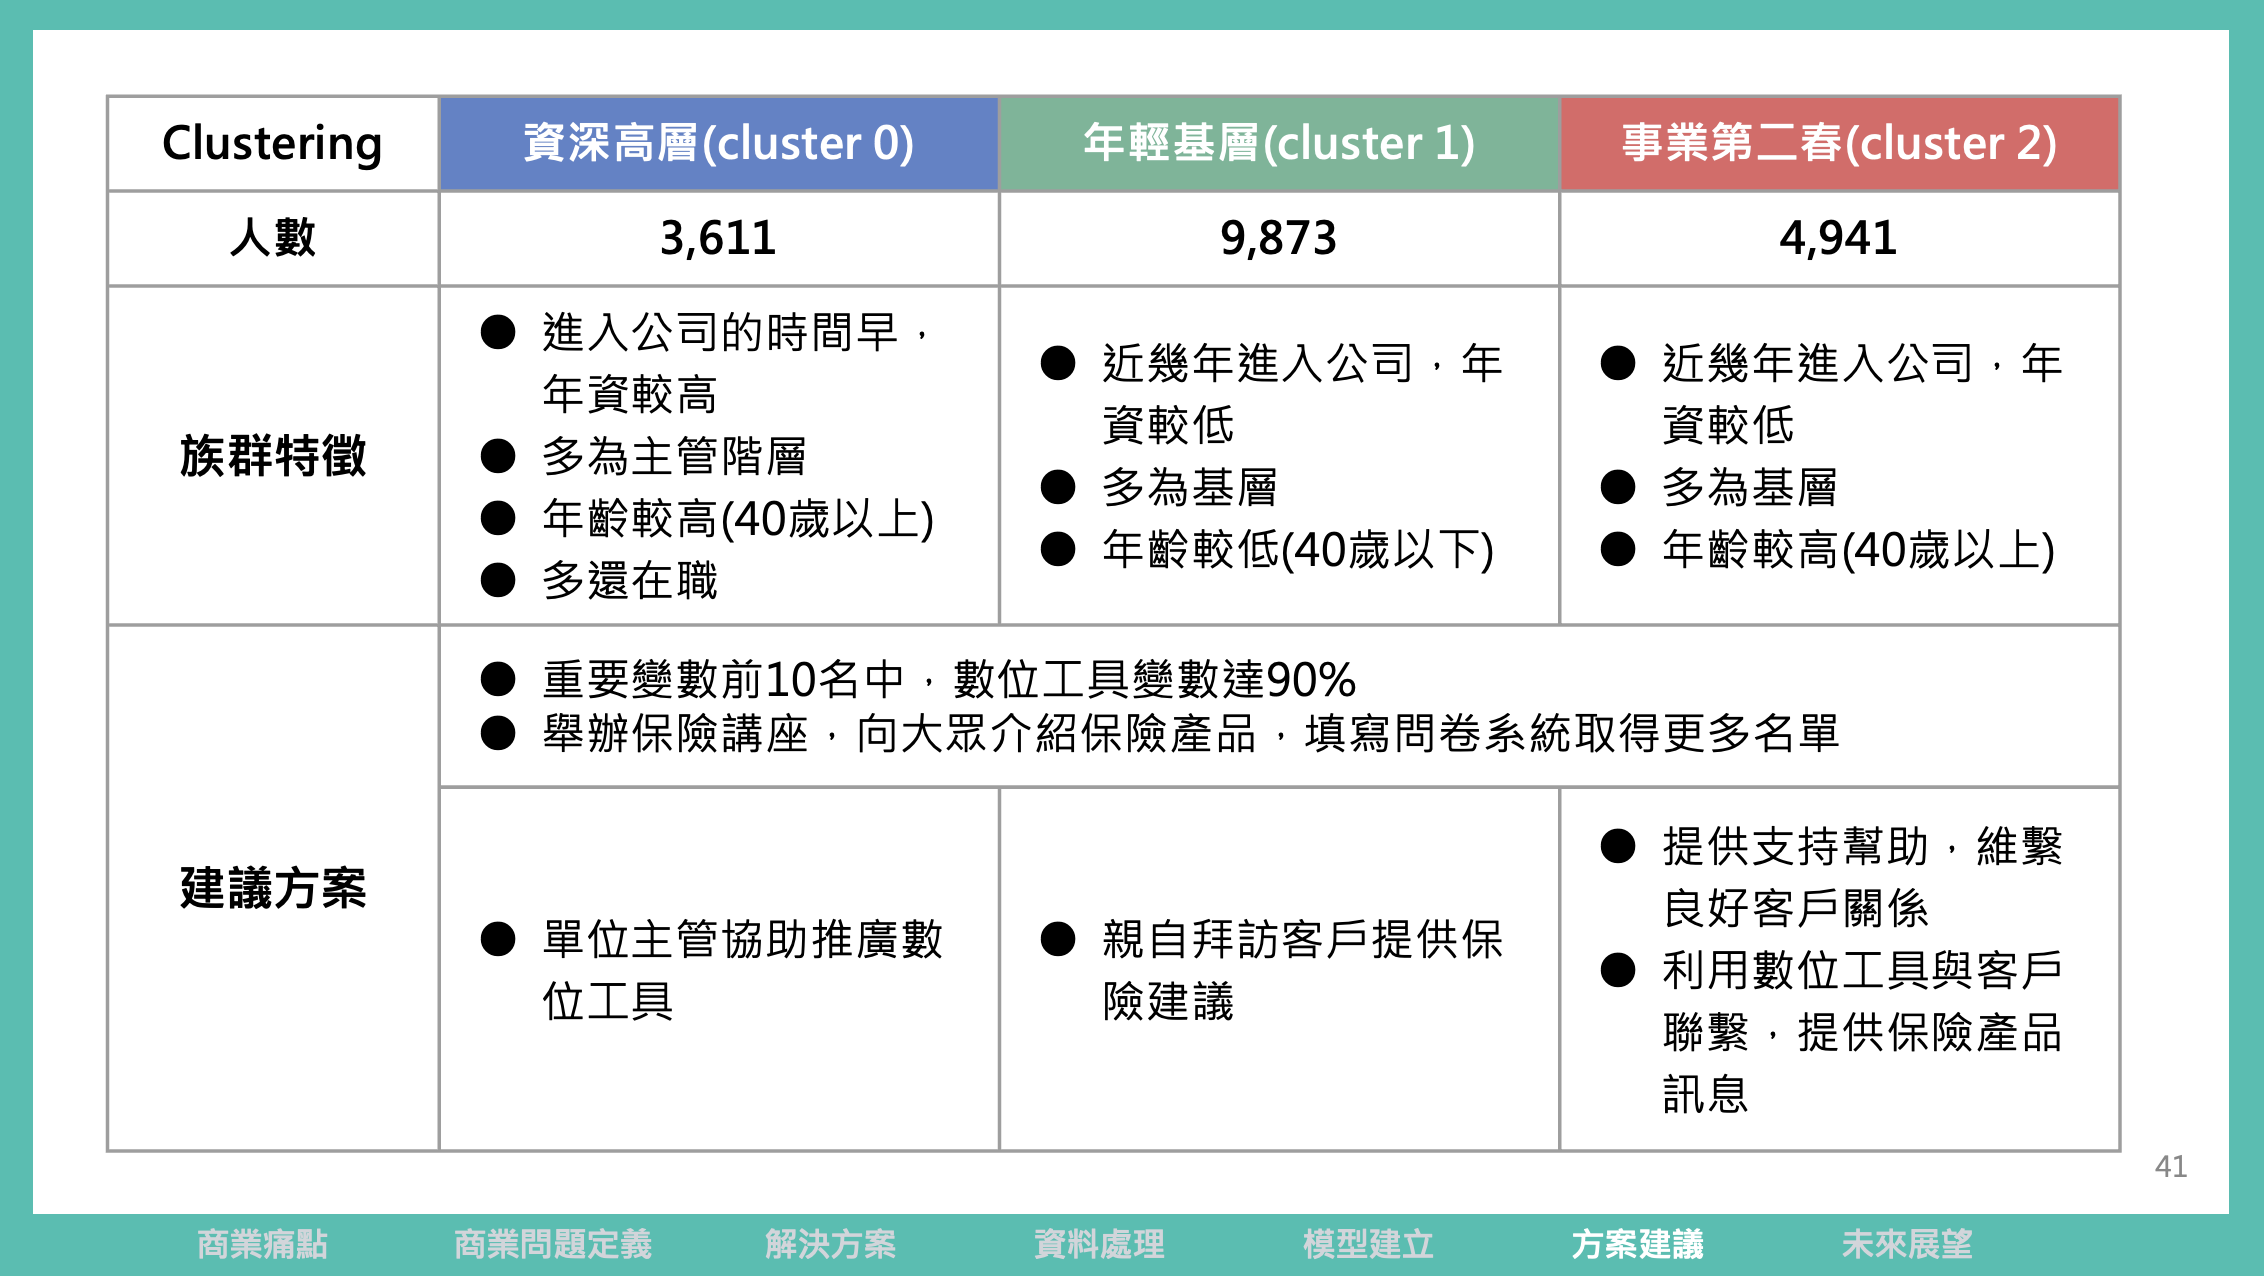 Clustering
資深高層(cluster 0)
年輕基層(cluster 1)
事業第二春(cluster 2)
人數
3,611
9,873
4,941
族群特徵
● 進入公司的時間早，
年資較高
● 多為主管階層
● 年齡較高(40歲以上)
● 多還在職
● 近幾年進入公司，年
資較低
● 多為基層
● 年齡較低(40歲以下)
● 近幾年進入公司，年
資較低
● 多為基層
● 年齡較高(40歲以上)
建議方案
● 重要變數前10名中，數位工具變數達90%
● 舉辦保險講座，向大眾介紹保險產品，填寫問卷系統取得更多名單
● 單位主管協助推廣數
位工具
● 親自拜訪客戶提供保
險建議
● 提供支持幫助，維繫
良好客戶關係
● 利用數位工具與客戶
聯繫，提供保險產品
訊息
41
商業痛點
商業問題定義
解決方案
資料處理
模型建立
方案建議
未來展望